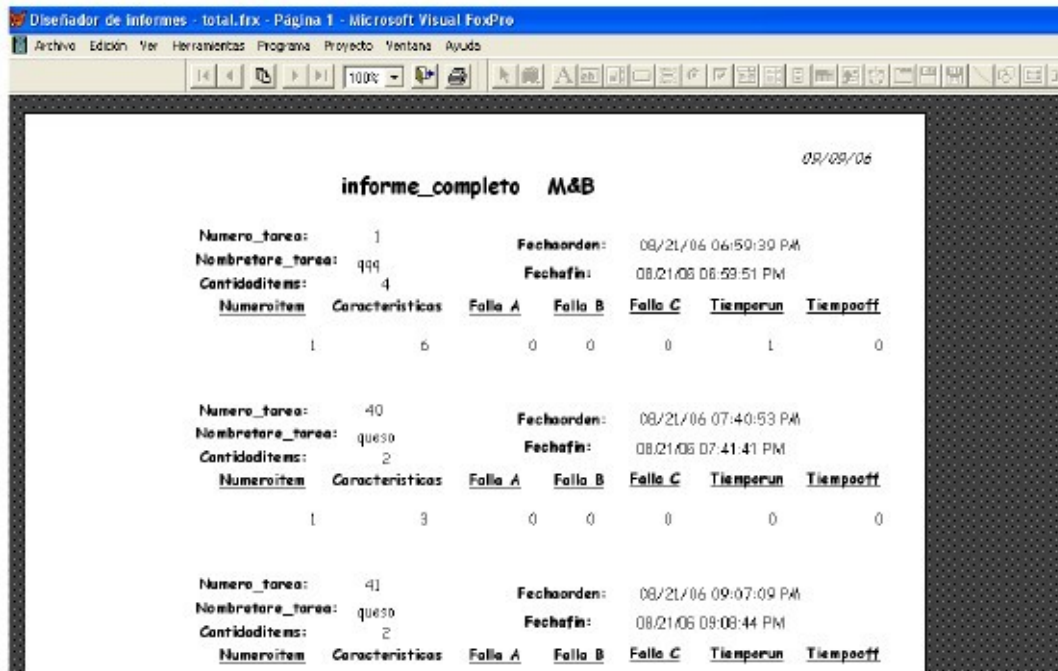 Diseñador de informes - total.frx - Página 1 - Microsoft Visual FoxPro
Archivo Edición Ver Herramientas Programa Proyecto Ventana Ayuda
100%
09/09/06
informe_completo M&B
Numero_tarea: 1 Fechaorden: 08/21/06 06:59:39 PM
Nombretare_tarea: qqq Fechafin: 08/21/06 06:59:51 PM
Cantidaditems: 4
Numeroitem Caracteristicas Falla A Falla B Falla C Tiemporun Tiempooff
1 6 0 0 0 1 0
Numero_tarea: 40 Fechaorden: 08/21/06 07:40:53 PM
Nombretare_tarea: queso Fechafin: 08/21/06 07:41:41 PM
Cantidaditems: 2
Numeroitem Caracteristicas Falla A Falla B Falla C Tiemporun Tiempooff
1 3 0 0 0 0 0
Numero_tarea: 41 Fechaorden: 08/21/06 09:07:09 PM
Nombretare_tarea: queso Fechafin: 08/21/06 09:08:44 PM
Cantidaditems: 2
Numeroitem Caracteristicas Falla A Falla B Falla C Tiemporun Tiempooff